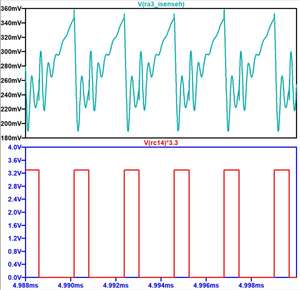 V(ra3_isenseh)
360mV
340mV
320mV
300mV
280mV
260mV
240mV
220mV
200mV
180mV
V(rc14)*3.3
4.0V
3.6V
3.2V
2.8V
2.4V
2.0V
1.6V
1.2V
0.8V
0.4V
0.0V
4.988ms 4.990ms 4.992ms 4.994ms 4.996ms 4.998ms